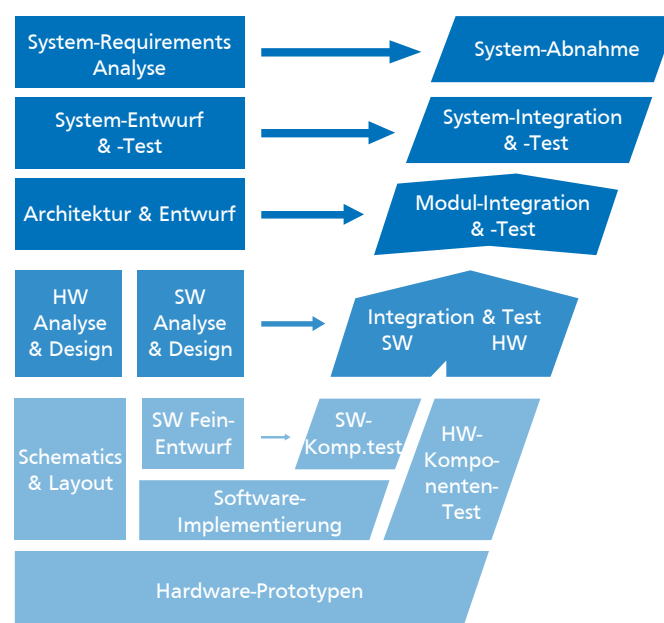 System-Requirements
Analyse
System-Abnahme
System-Entwurf
& -Test
System-Integration
& -Test
Architektur & Entwurf
Modul-Integration
& -Test
HW
Analyse
& Design
SW
Analyse
& Design
Integration & Test
SW HW
Schematics
& Layout
SW Fein-
Entwurf
SW-
Komp.test
HW-
Kompo-
nenten-
Test
Software-
Implementierung
Hardware-Prototypen